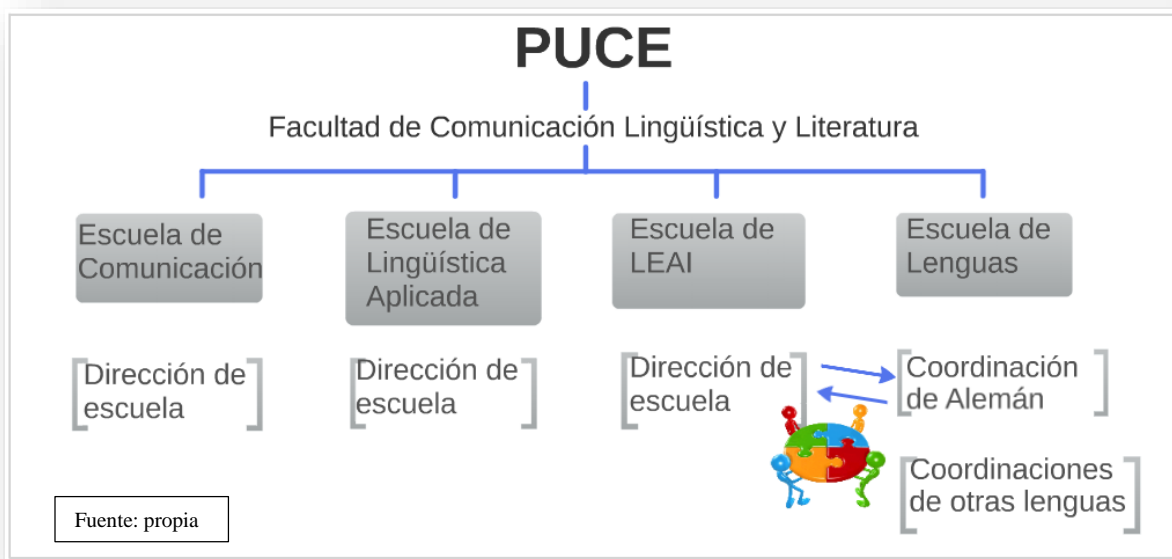 PUCE
Facultad de Comunicación Lingüística y Literatura
Escuela de
Comunicación
Escuela de
Lingüística
Aplicada
Escuela de
LEAI
Escuela de
Lenguas
Dirección de
escuela
Dirección de
escuela
Dirección de
escuela
Coordinación
de Alemán
Coordinaciones
de otras lenguas
Fuente: propia